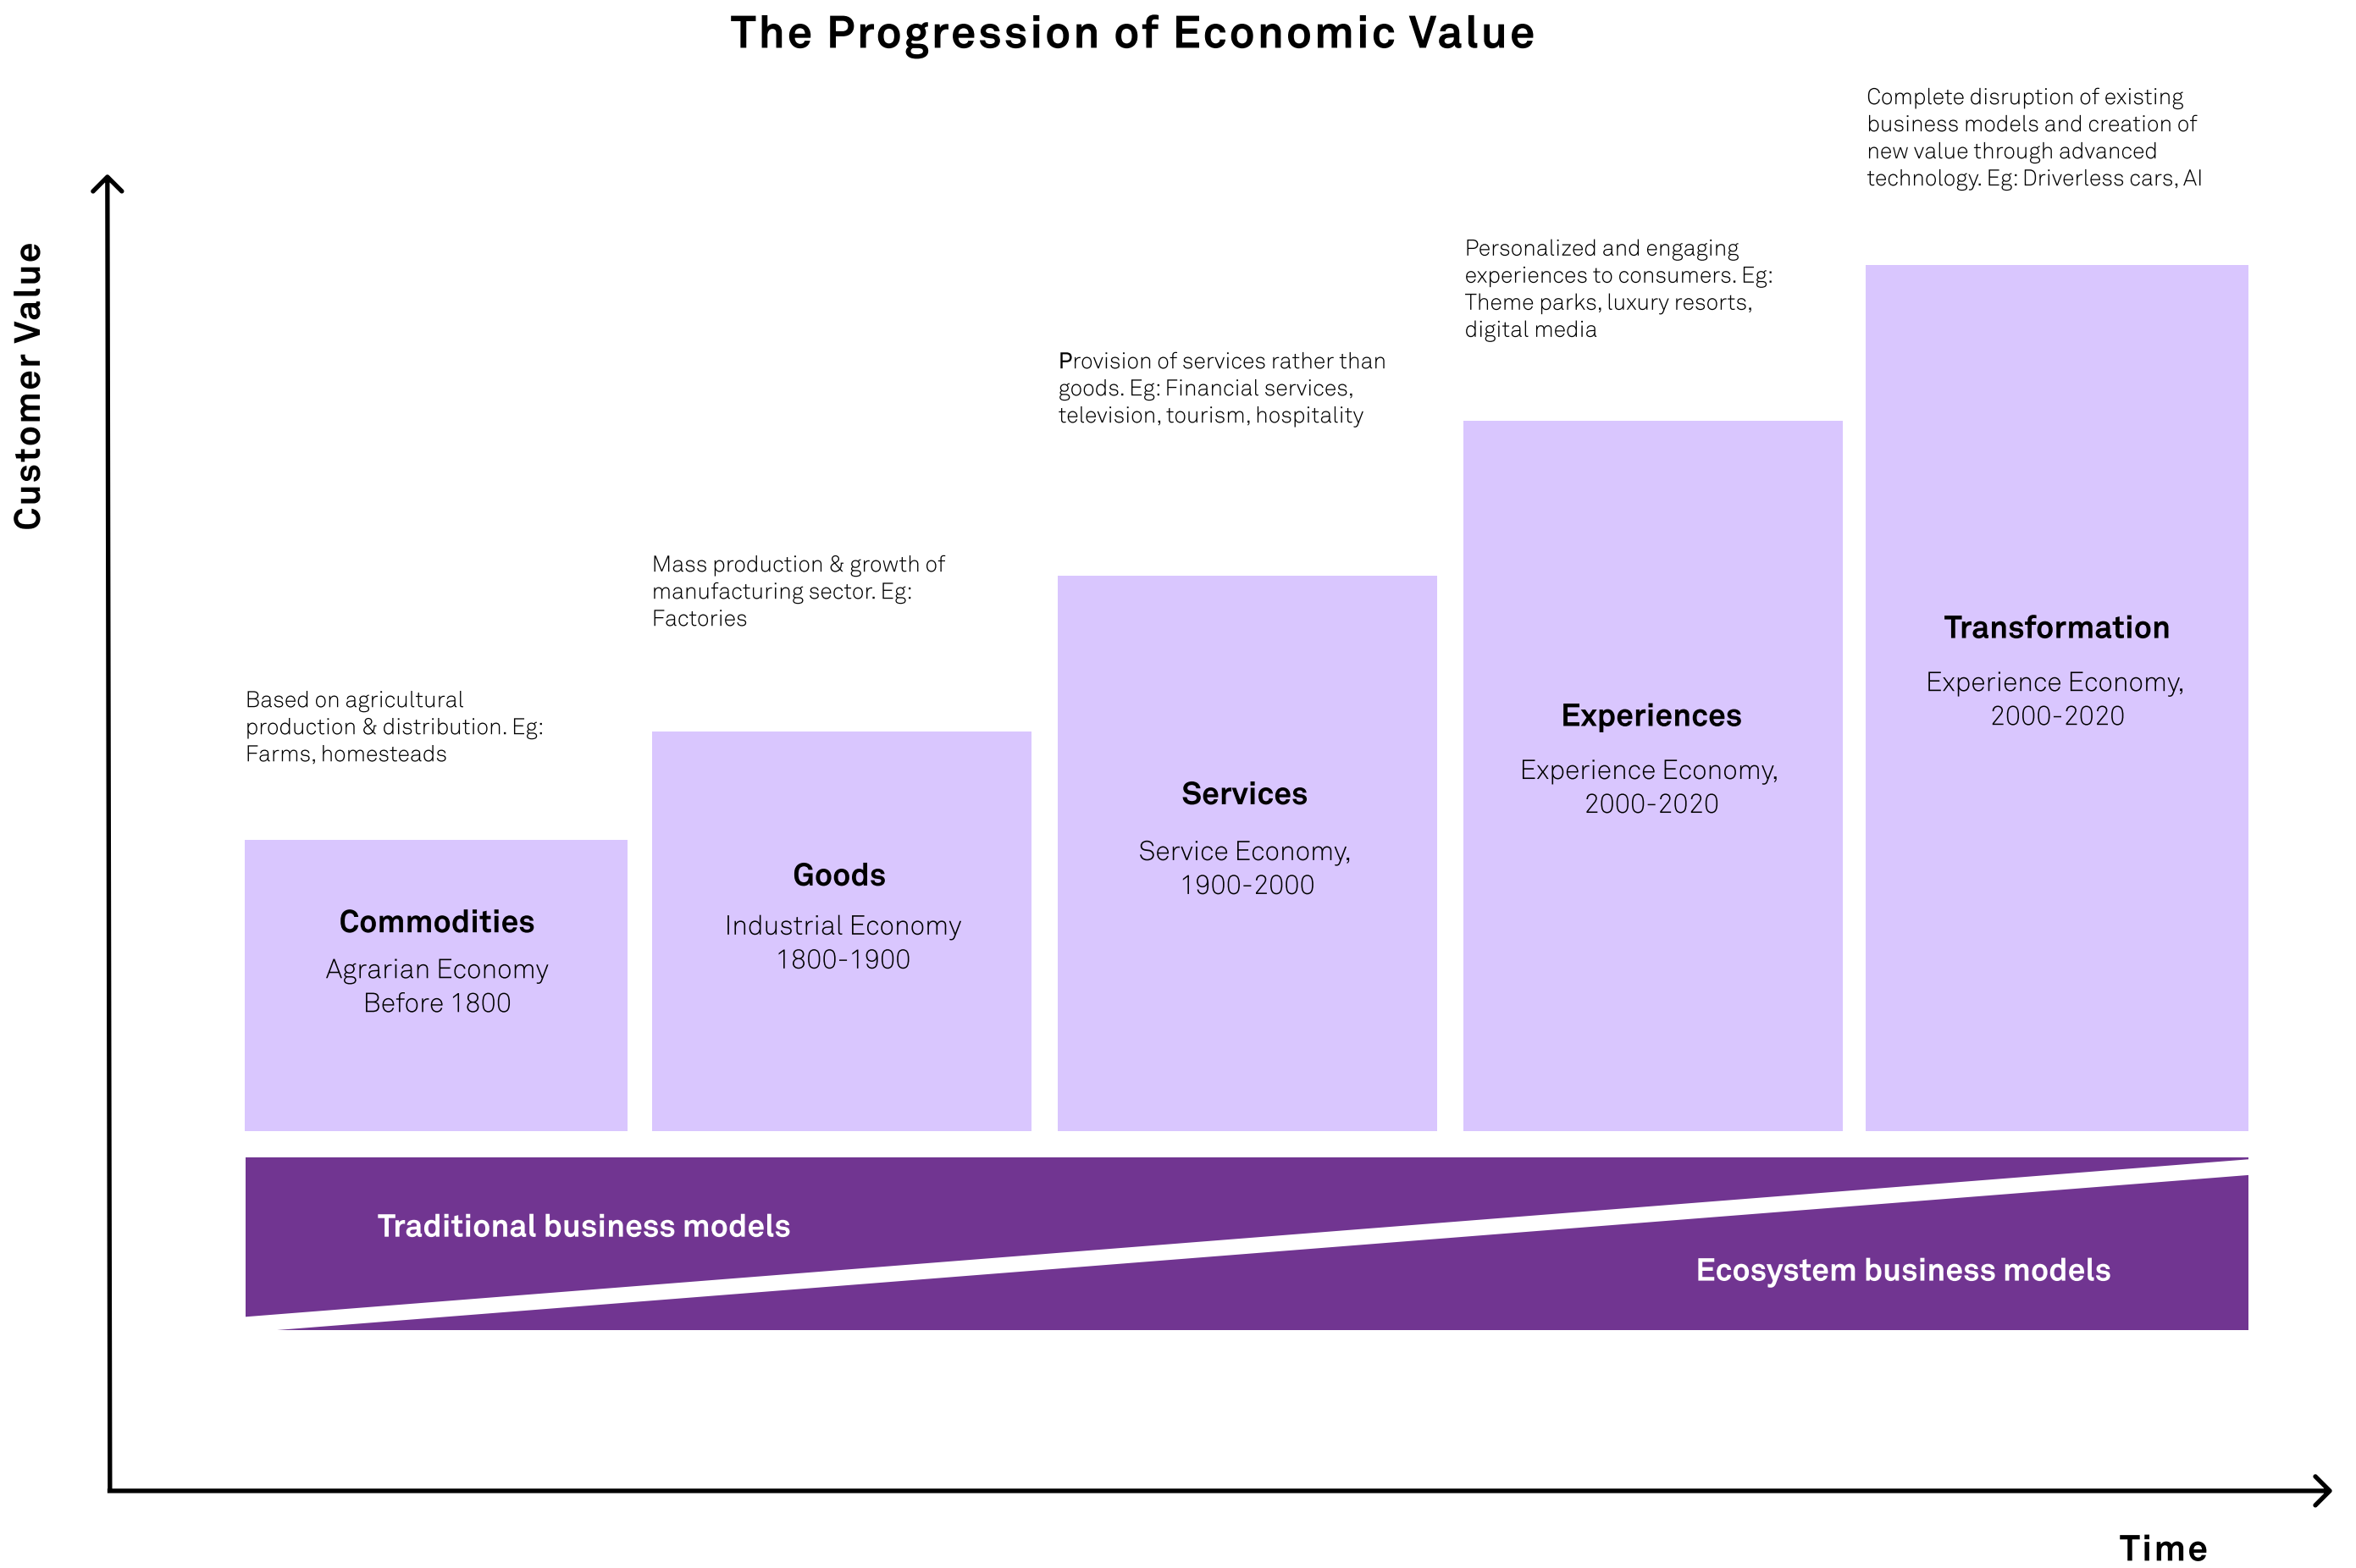 The Progression of Economic Value
Complete disruption of existing
business models and creation of
new value through advanced
technology. Eg: Driverless cars, AI
Customer Value
Personalized and engaging
experiences to consumers. Eg:
Theme parks, luxury resorts,
digital media
Provision of services rather than
goods. Eg: Financial services,
television, tourism, hospitality
Mass production & growth of
manufacturing sector. Eg:
Factories
Based on agricultural
production & distribution. Eg:
Farms, homesteads
Commodities
Agrarian Economy
Before 1800
Goods
Industrial Economy
1800-1900
Services
Service Economy,
1900-2000
Experiences
Experience Economy,
2000-2020
Transformation
Experience Economy,
2000-2020
Traditional business models
Ecosystem business models
Time